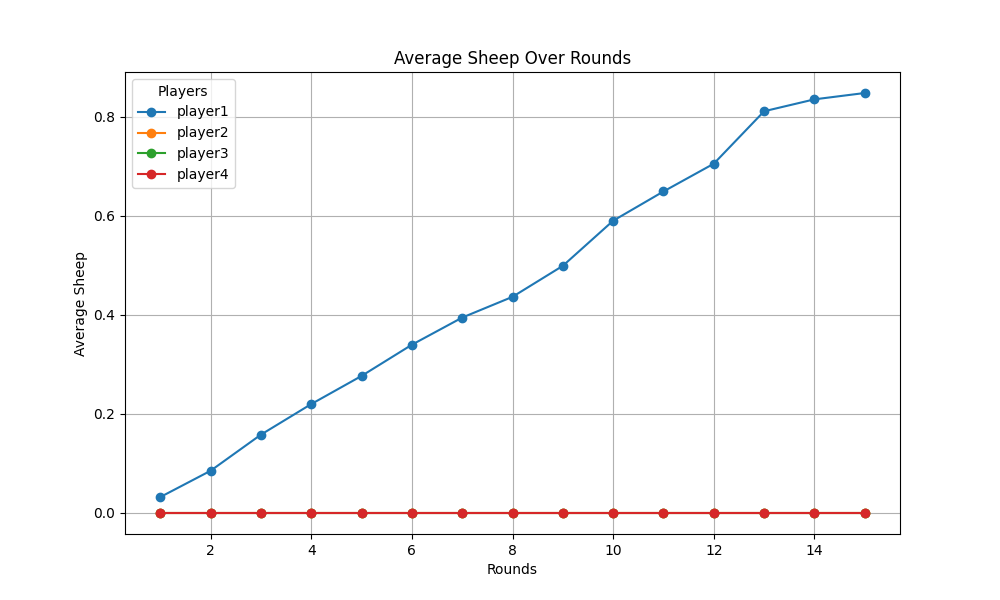 Average Sheep Over Rounds
Players
player1
player2
player3
player4
0.8
0.6
0.4
0.2
0.0
Average Sheep
2 4 6 8 10 12 14
Rounds